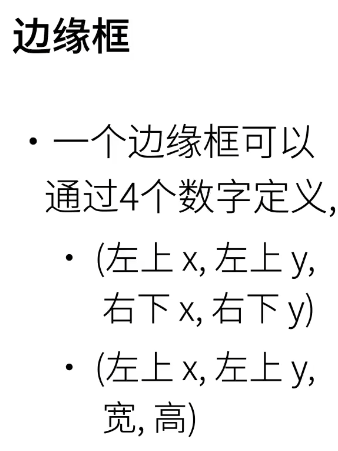 边缘框
• 一个边缘框可以
通过4个数字定义,
• (左上 x, 左上 y,
右下 x, 右下 y)
• (左上 x, 左上 y,
宽, 高)